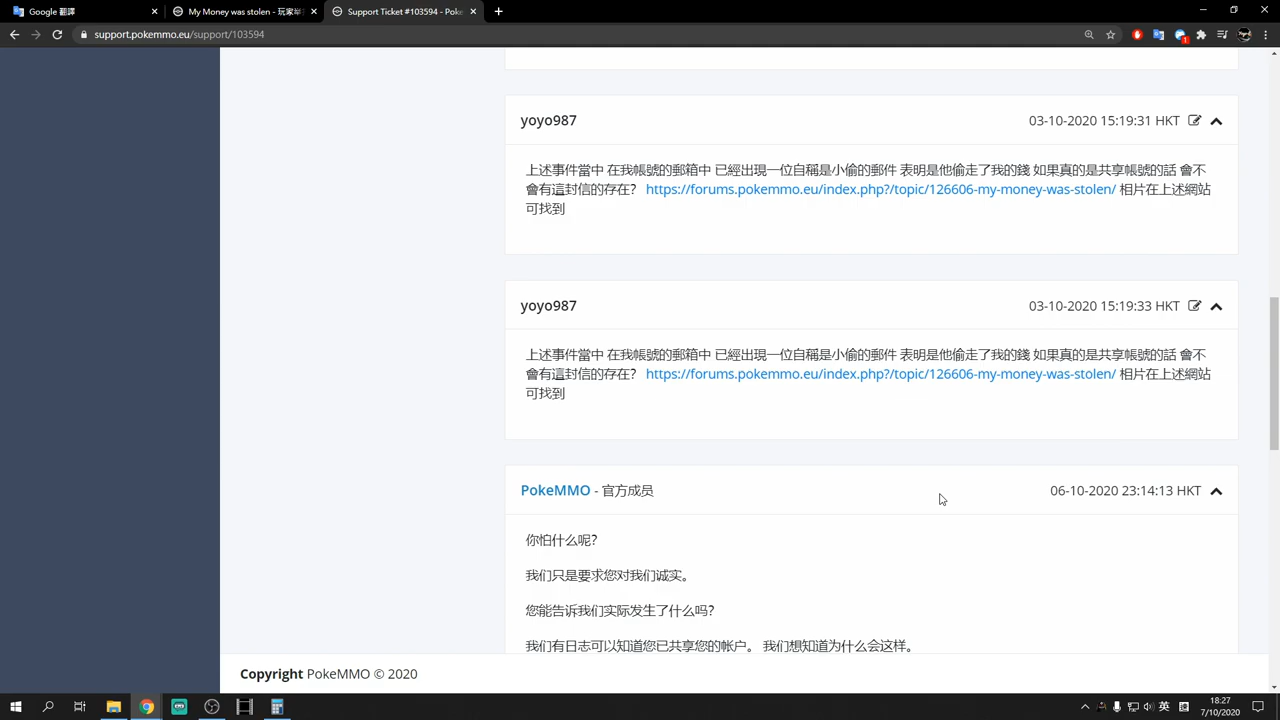 Google 翻譯
My Money was stolen - 玩家舉
Support Ticket #103594 - Poke
support.pokemmo.eu/support/103594
yoyo987
03-10-2020 15:19:31 HKT
上述事件當中 在我帳號的郵箱中 已經出現一位自稱是小偷的郵件 表明是他偷走了我的錢 如果真的是共享帳號的話 會不
會有這封信的存在? https://forums.pokemmo.eu/index.php?/topic/126606-my-money-was-stolen/ 相片在上述網站
可找到
yoyo987
03-10-2020 15:19:33 HKT
上述事件當中 在我帳號的郵箱中 已經出現一位自稱是小偷的郵件 表明是他偷走了我的錢 如果真的是共享帳號的話 會不
會有這封信的存在? https://forums.pokemmo.eu/index.php?/topic/126606-my-money-was-stolen/ 相片在上述網站
可找到
PokeMMO - 官方成员
06-10-2020 23:14:13 HKT
你怕什么呢?
我们只是要求您对我们诚实。
您能告诉我们实际发生了什么吗?
我们有日志可以知道您已共享您的帐户。 我们想知道为什么会这样。
Copyright PokeMMO © 2020
英
18:27
7/10/2020